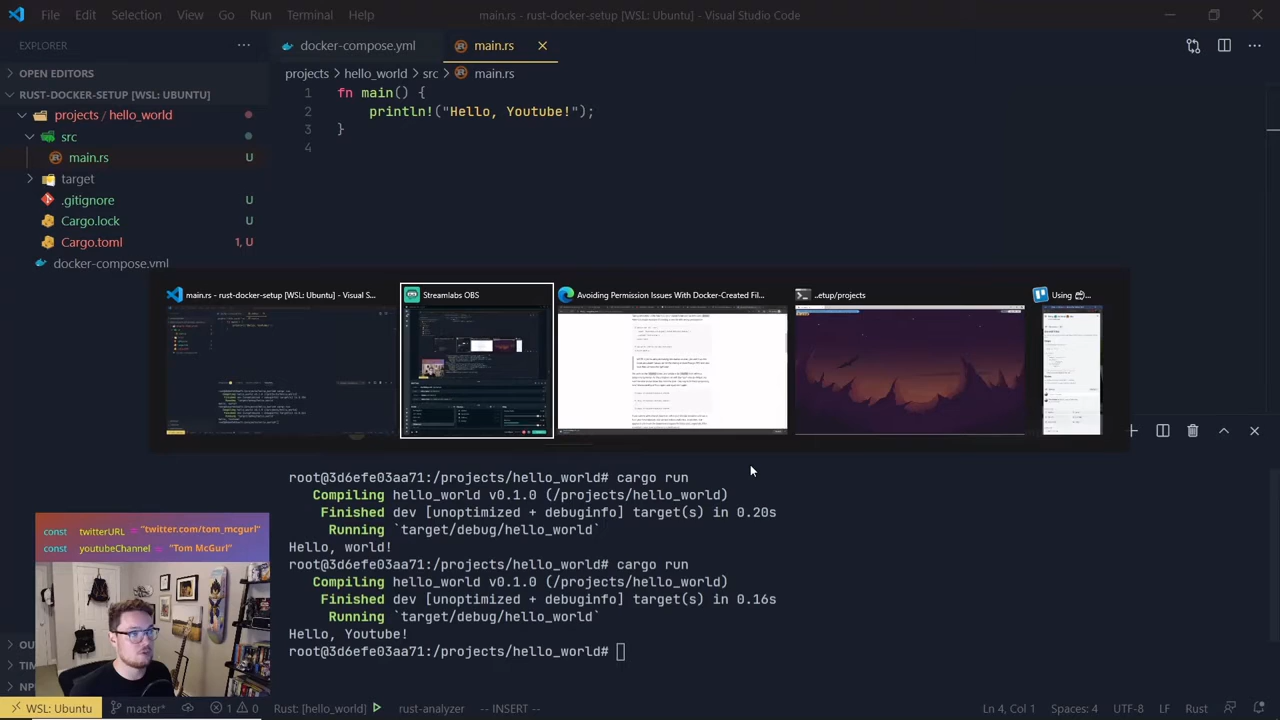 File Edit Selection View Go Run Terminal Help
main.rs - rust-docker-setup [WSL: Ubuntu] - Visual Studio Code
EXPLORER
docker-compose.yml
main.rs
OPEN EDITORS
projects > hello_world > src > main.rs
RUST-DOCKER-SETUP [WSL: UBUNTU]
1 fn main() {
2 println!("Hello, Youtube!");
3 }
4
projects / hello_world
src
main.rs U
target
.gitignore U
Cargo.lock U
Cargo.toml 1, U
docker-compose.yml
main.rs - rust-docker-setup [WSL: Ubuntu] - Visual S...
Streamlabs OBS
Avoiding Permission Issues With Docker-Created Fil...
..etup/projects
Using
root@3d6efe03aa71:/projects/hello_world# cargo run
Compiling hello_world v0.1.0 (/projects/hello_world)
Finished dev [unoptimized + debuginfo] target(s) in 0.20s
Running `target/debug/hello_world`
Hello, world!
root@3d6efe03aa71:/projects/hello_world# cargo run
Compiling hello_world v0.1.0 (/projects/hello_world)
Finished dev [unoptimized + debuginfo] target(s) in 0.16s
Running `target/debug/hello_world`
Hello, Youtube!
root@3d6efe03aa71:/projects/hello_world#
const twitterURL = "twitter.com/tom_mcgurl"
const youtubeChannel = "Tom McGurl"
OU
TIM
NP
WSL: Ubuntu
master*
1 0
Rust: [hello_world]
rust-analyzer
-- INSERT --
Ln 4, Col 1
Spaces: 4
UTF-8
LF
Rust